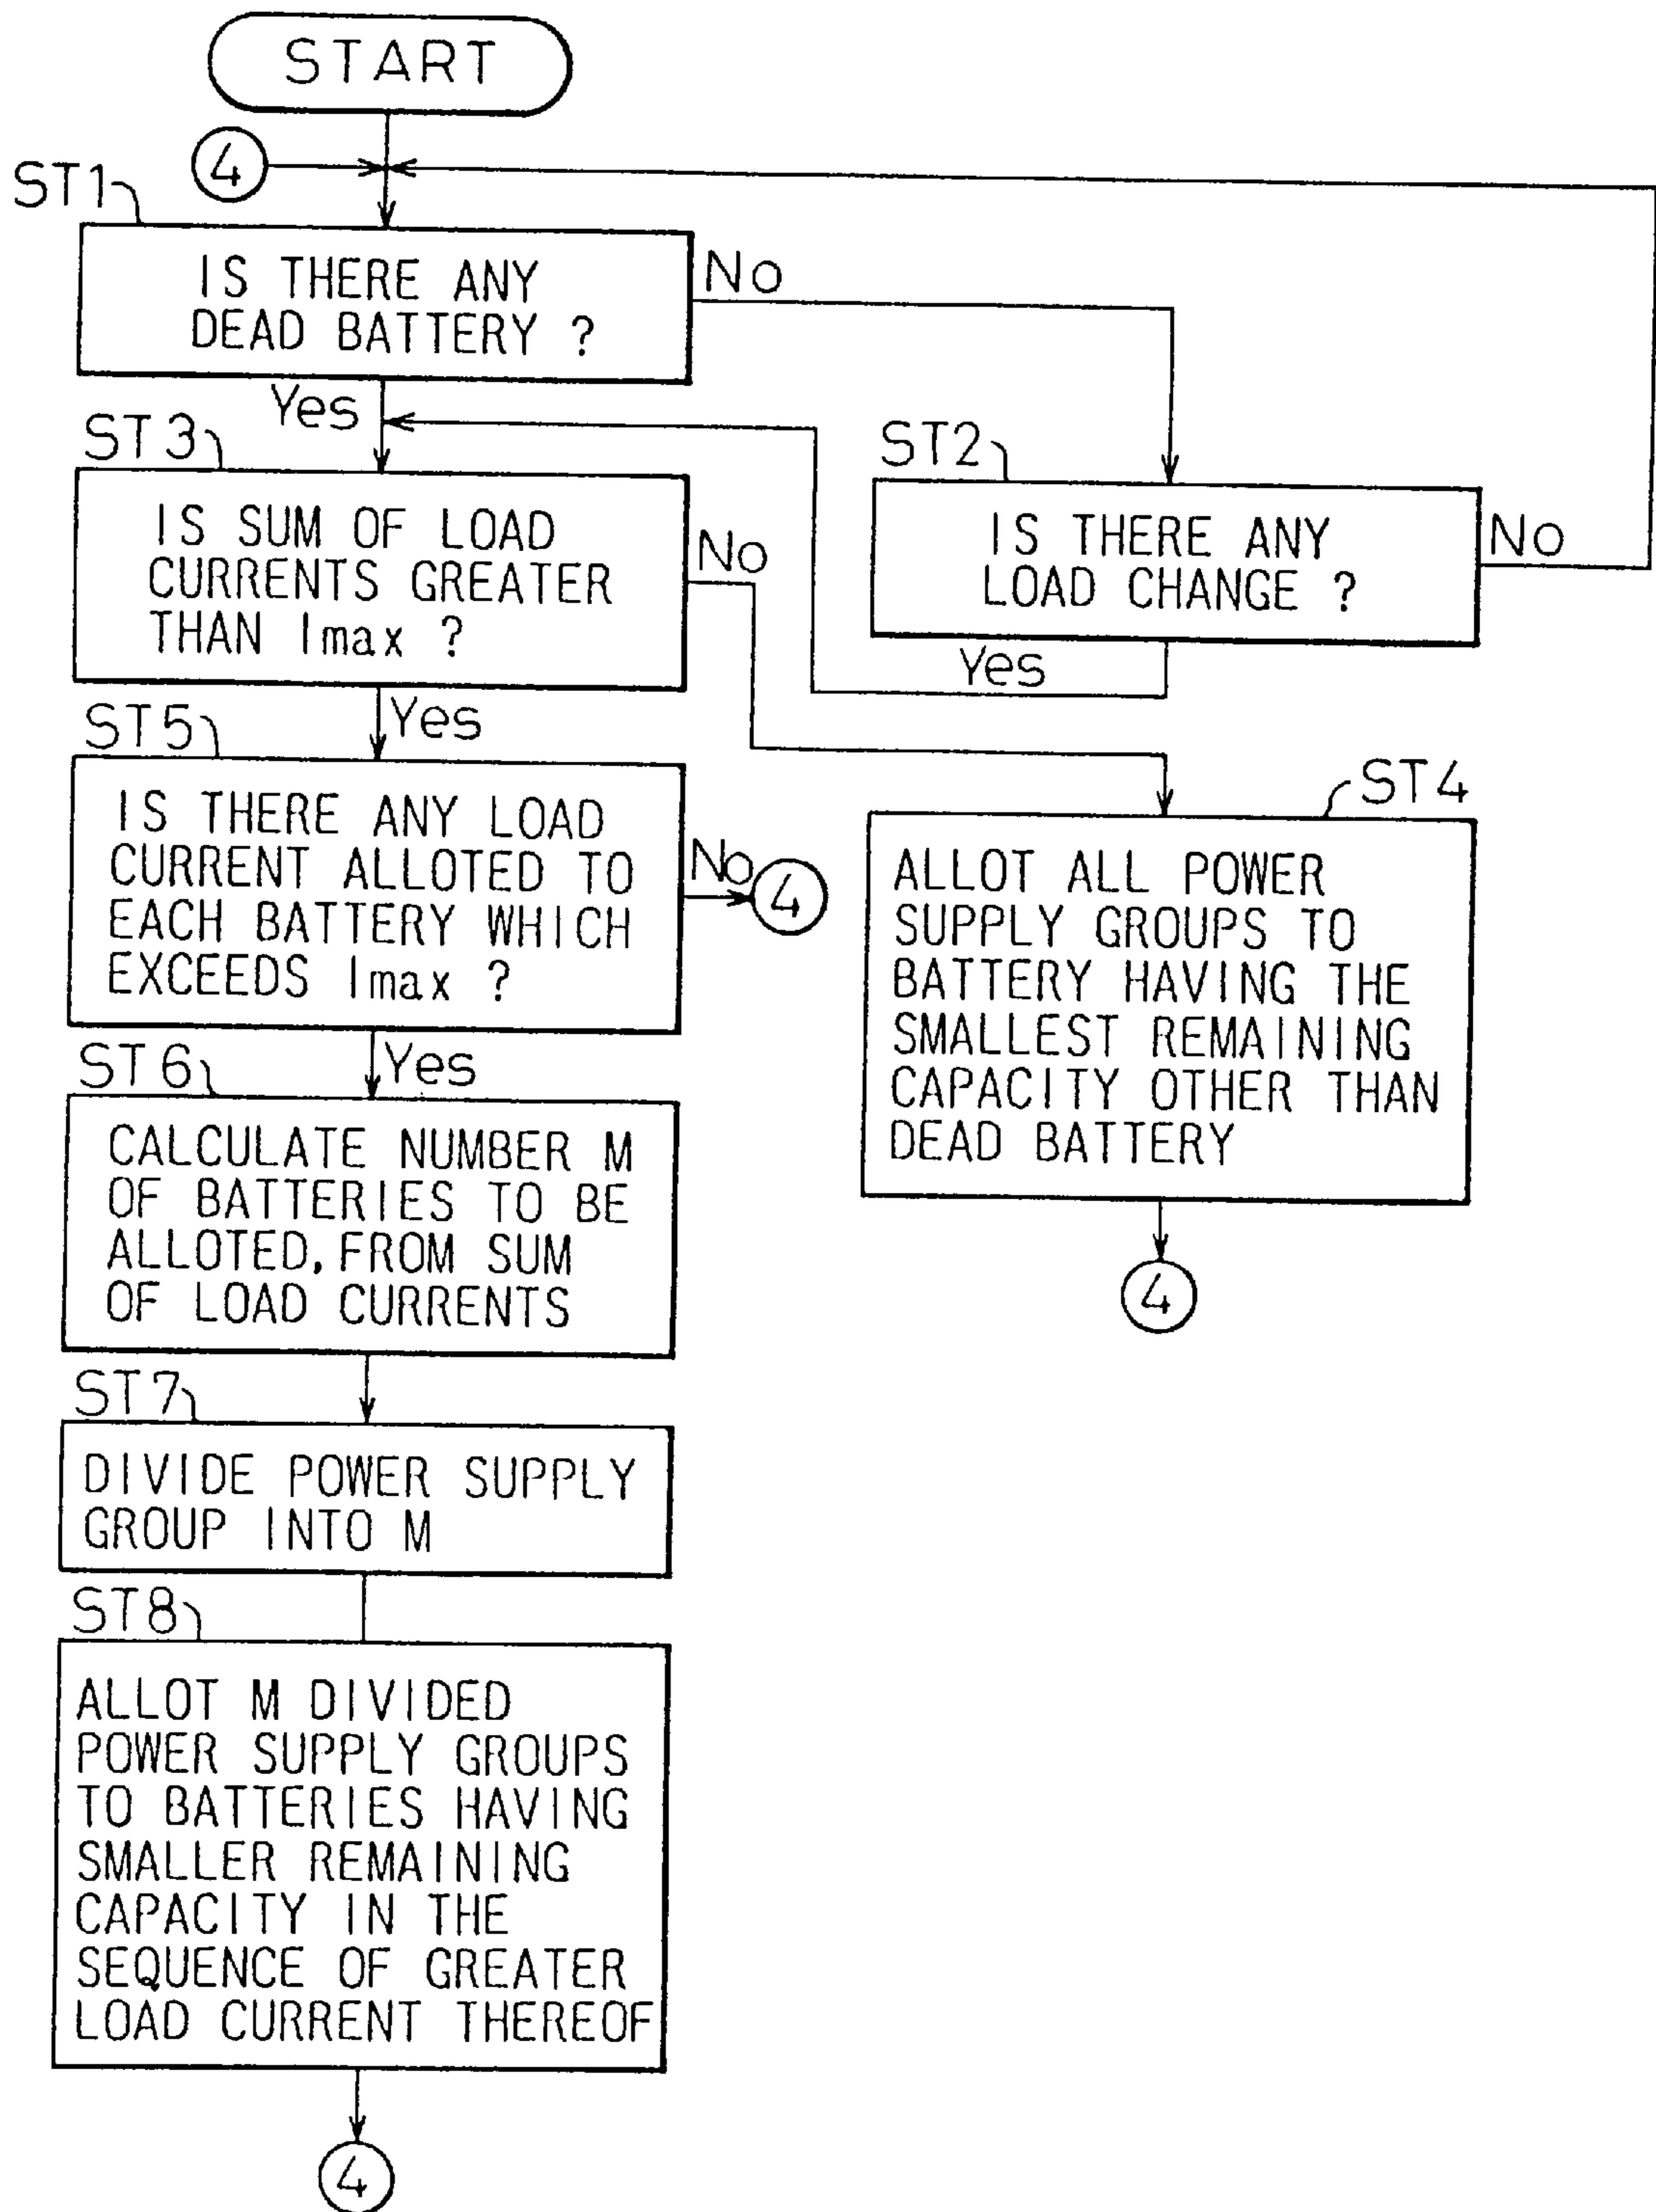 START
4
ST1
IS THERE ANY
DEAD BATTERY ?
No
Yes
ST3
IS SUM OF LOAD
CURRENTS GREATER
THAN Imax ?
No
ST2
IS THERE ANY
LOAD CHANGE ?
No
Yes
Yes
ST5
IS THERE ANY LOAD
CURRENT ALLOTED TO
EACH BATTERY WHICH
EXCEEDS Imax ?
No
4
ST4
ALLOT ALL POWER
SUPPLY GROUPS TO
BATTERY HAVING THE
SMALLEST REMAINING
CAPACITY OTHER THAN
DEAD BATTERY
4
Yes
ST6
CALCULATE NUMBER M
OF BATTERIES TO BE
ALLOTED, FROM SUM
OF LOAD CURRENTS
ST7
DIVIDE POWER SUPPLY
GROUP INTO M
ST8
ALLOT M DIVIDED
POWER SUPPLY GROUPS
TO BATTERIES HAVING
SMALLER REMAINING
CAPACITY IN THE
SEQUENCE OF GREATER
LOAD CURRENT THEREOF
4